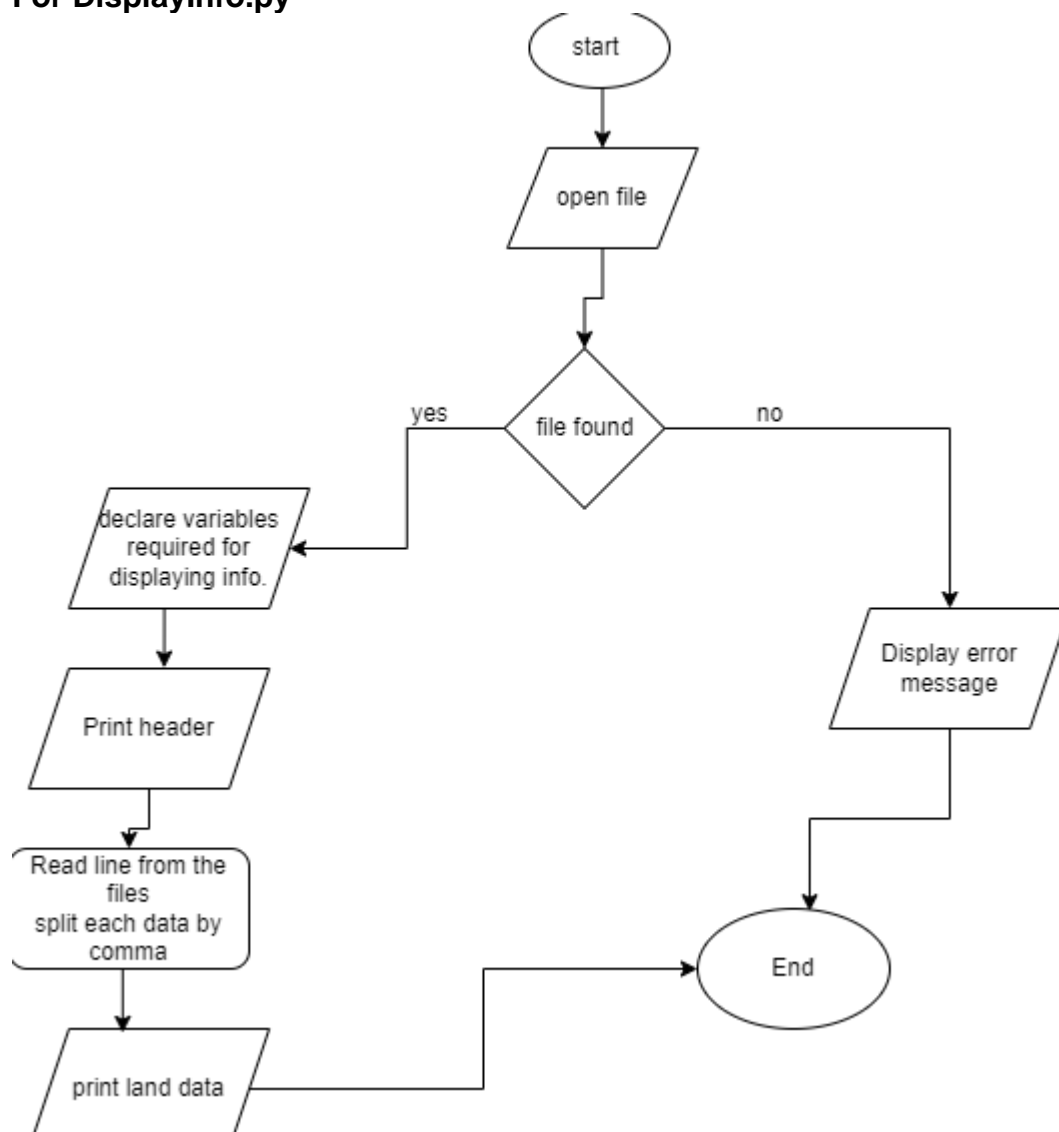 For DisplayInfo.py
start
open file
file found
yes
no
declare variables
required for
displaying info.
Print header
Read line from the
files
split each data by
comma
print land data
Display error
message
End